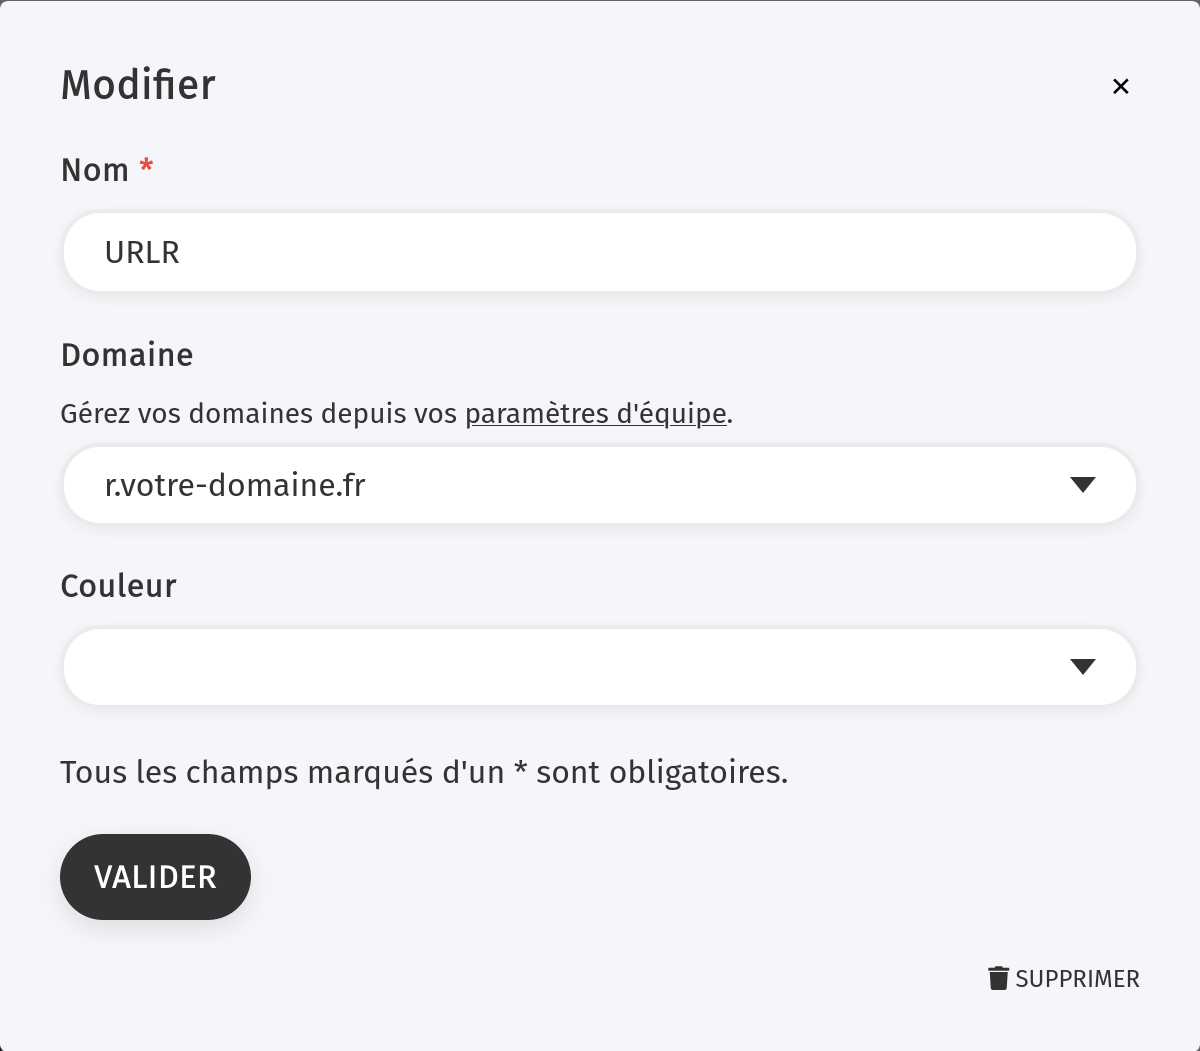 Modifier
×
Nom *
URLR
Domaine
Gérez vos domaines depuis vos paramètres d'équipe.
r.votre-domaine.fr
Couleur
Tous les champs marqués d'un * sont obligatoires.
VALIDER
SUPPRIMER